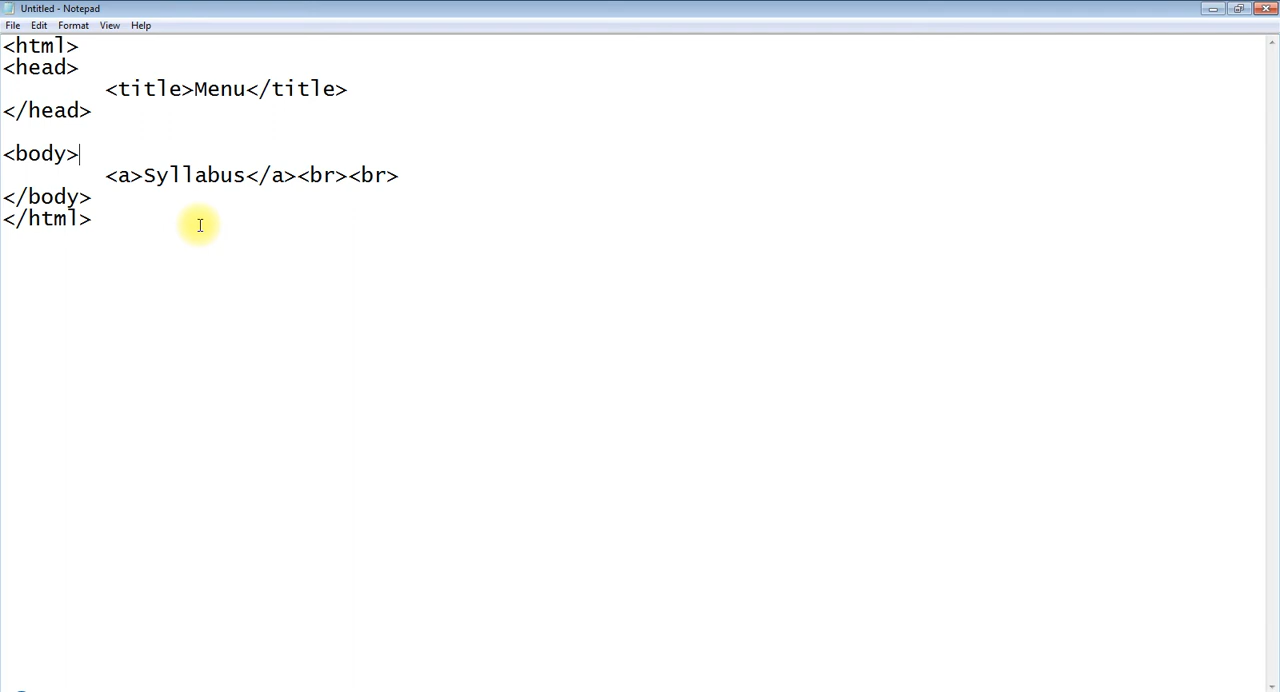 Untitled - Notepad
File Edit Format View Help
<html>
<head>
<title>Menu</title>
</head>
<body>
<a>Syllabus</a><br><br>
</body>
</html>